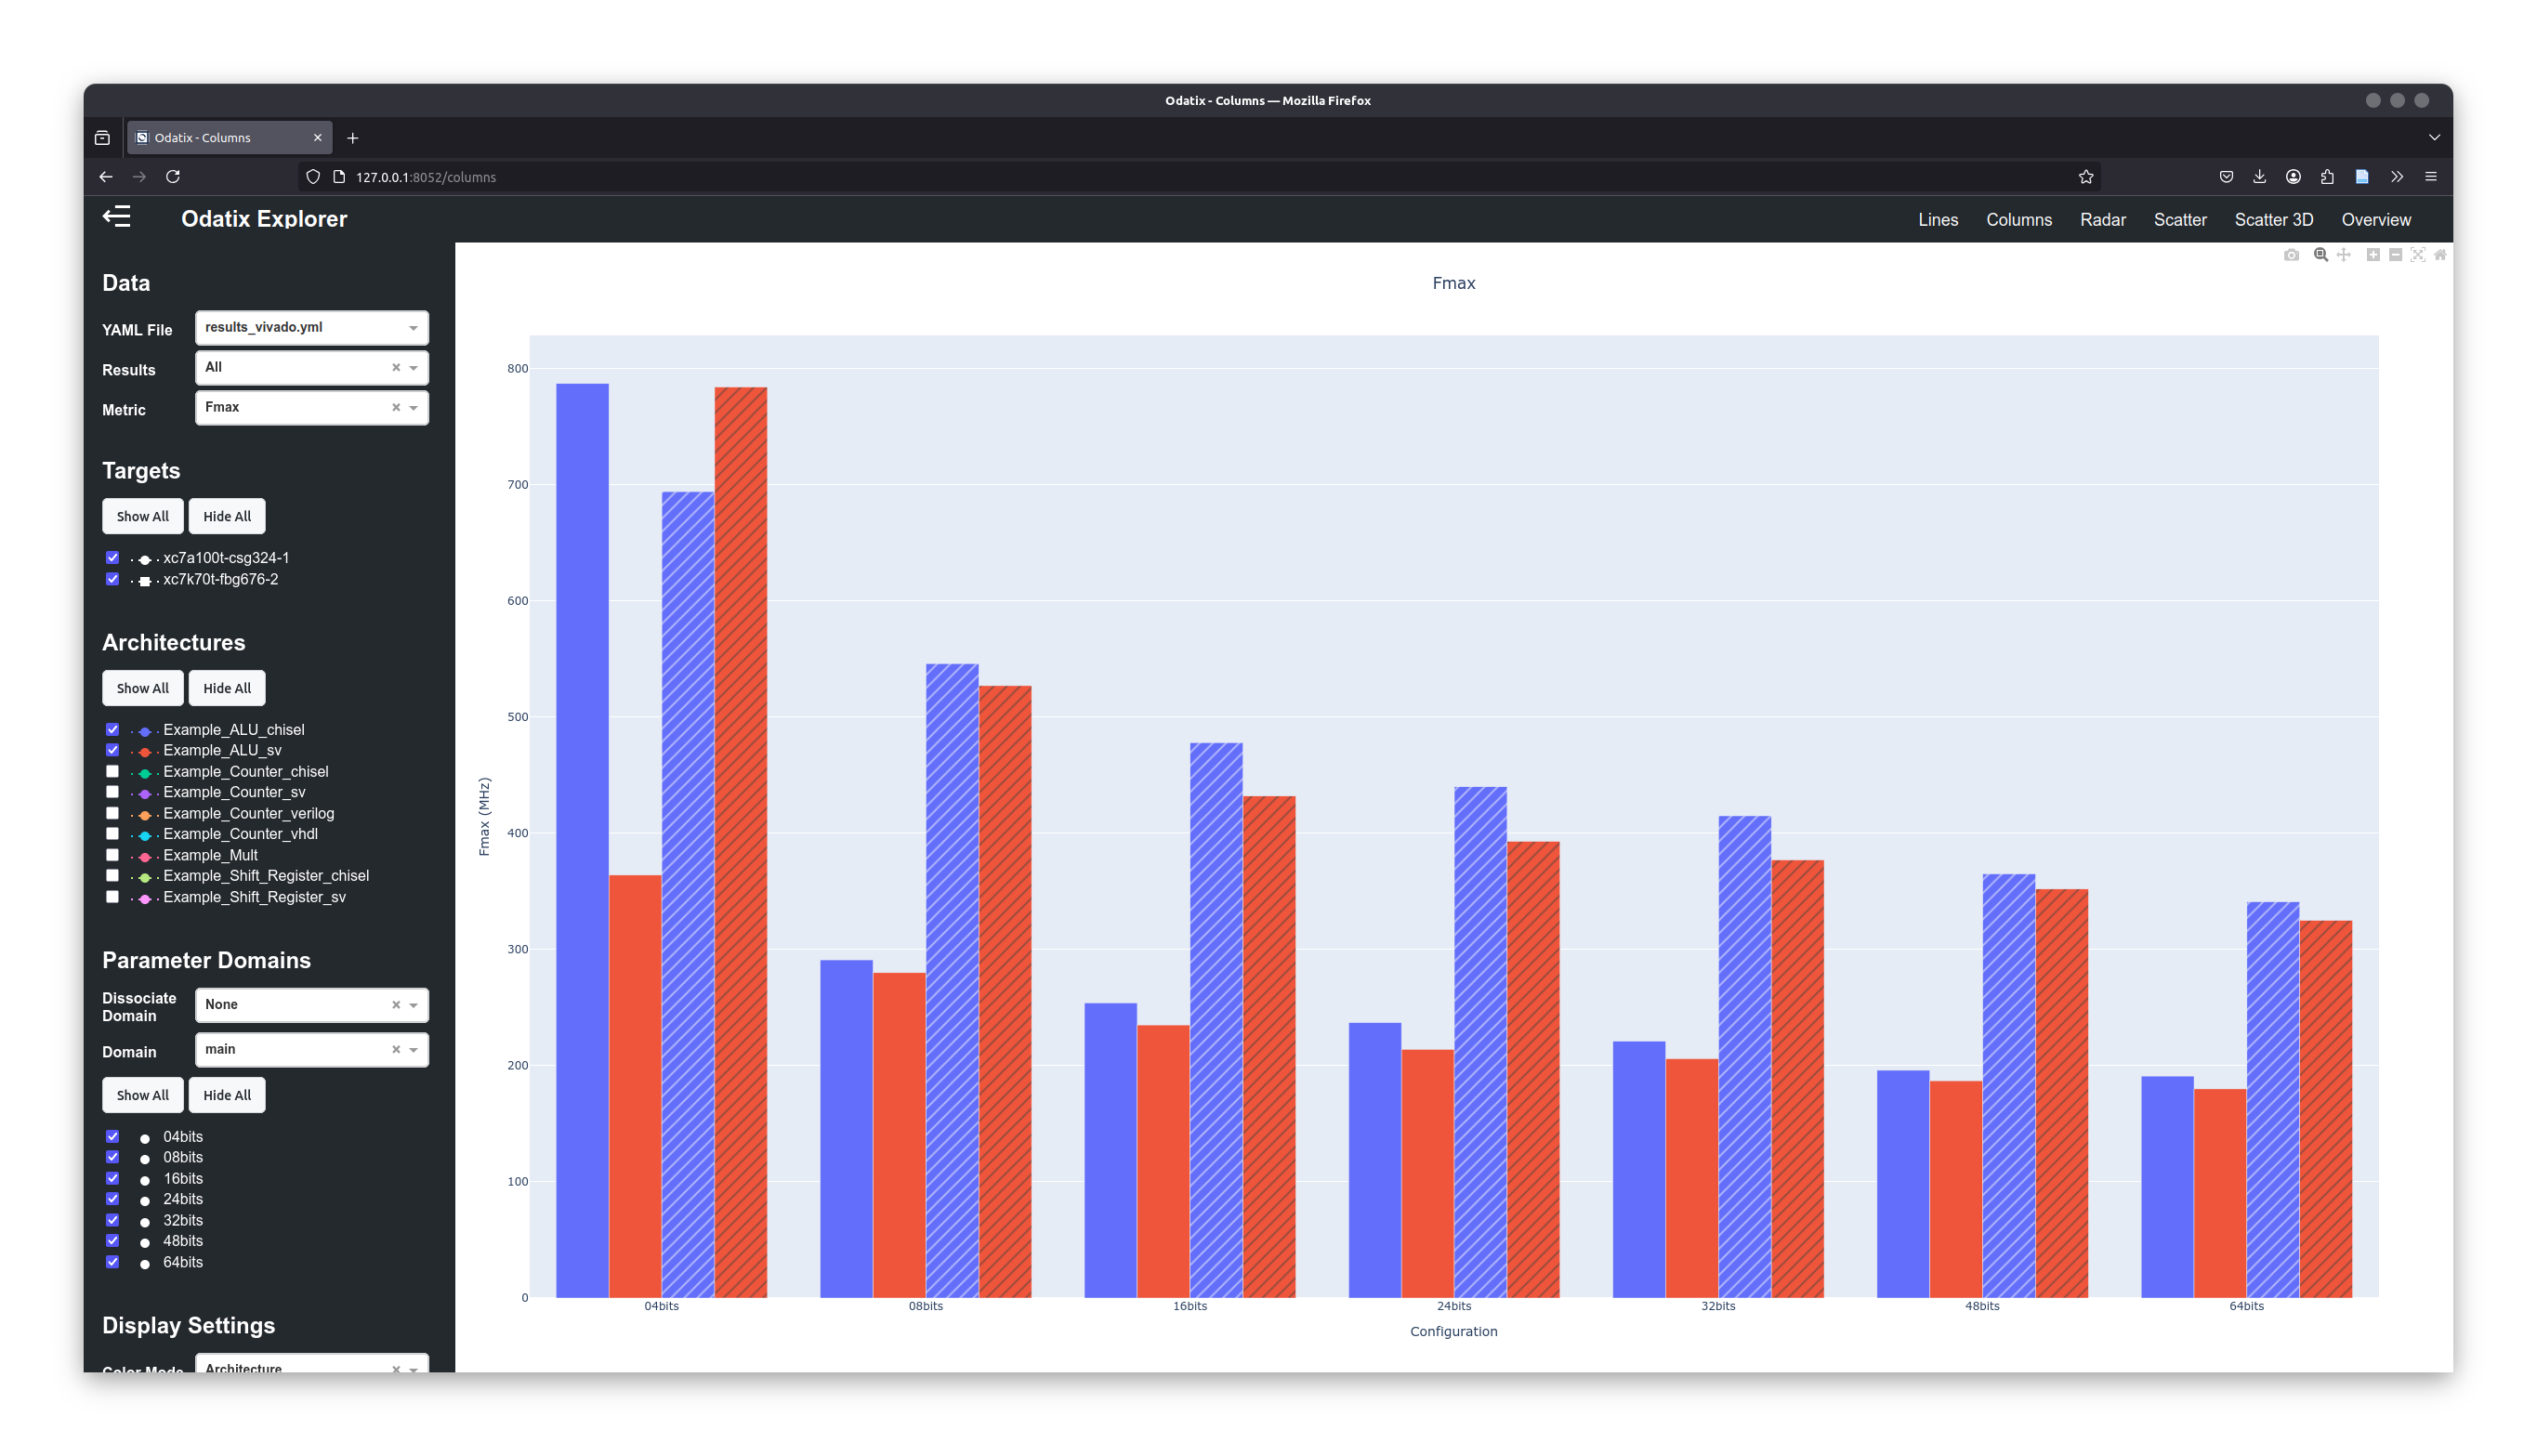 Odatix - Columns — Mozilla Firefox
Odatix - Columns
127.0.0.1:8052/columns
Odatix Explorer
Lines Columns Radar Scatter Scatter 3D Overview
Data
YAML File results_vivado.yml
Results All
Metric Fmax
Targets
Show All Hide All
xc7a100t-csg324-1
xc7k70t-fbg676-2
Architectures
Show All Hide All
Example_ALU_chisel
Example_ALU_sv
Example_Counter_chisel
Example_Counter_sv
Example_Counter_verilog
Example_Counter_vhdl
Example_Mult
Example_Shift_Register_chisel
Example_Shift_Register_sv
Parameter Domains
Dissociate
Domain
None
Domain main
Show All Hide All
04bits
08bits
16bits
24bits
32bits
48bits
64bits
Display Settings
Color Mode Architecture
Fmax
800
700
600
500
400
300
200
100
0
Fmax (MHz)
04bits 08bits 16bits 24bits 32bits 48bits 64bits
Configuration